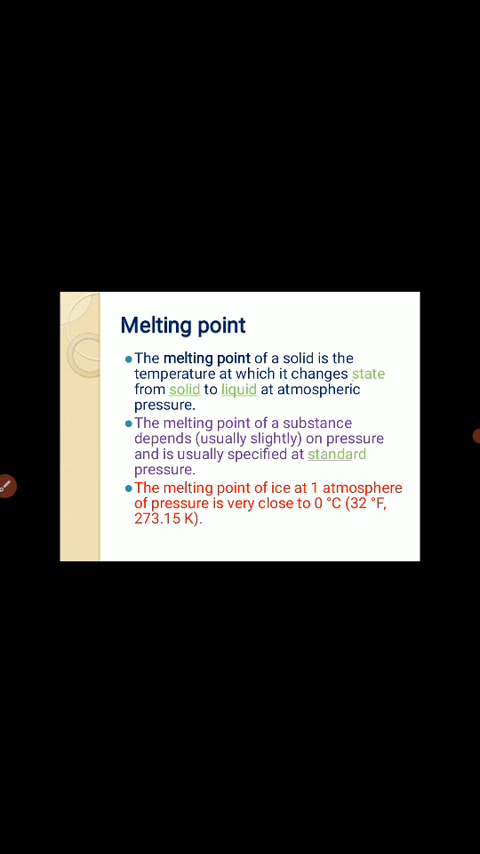 Melting point
•The melting point of a solid is the
temperature at which it changes state
from solid to liquid at atmospheric
pressure.
•The melting point of a substance
depends (usually slightly) on pressure
and is usually specified at standard
pressure.
•The melting point of ice at 1 atmosphere
of pressure is very close to 0 °C (32 °F,
273.15 K).